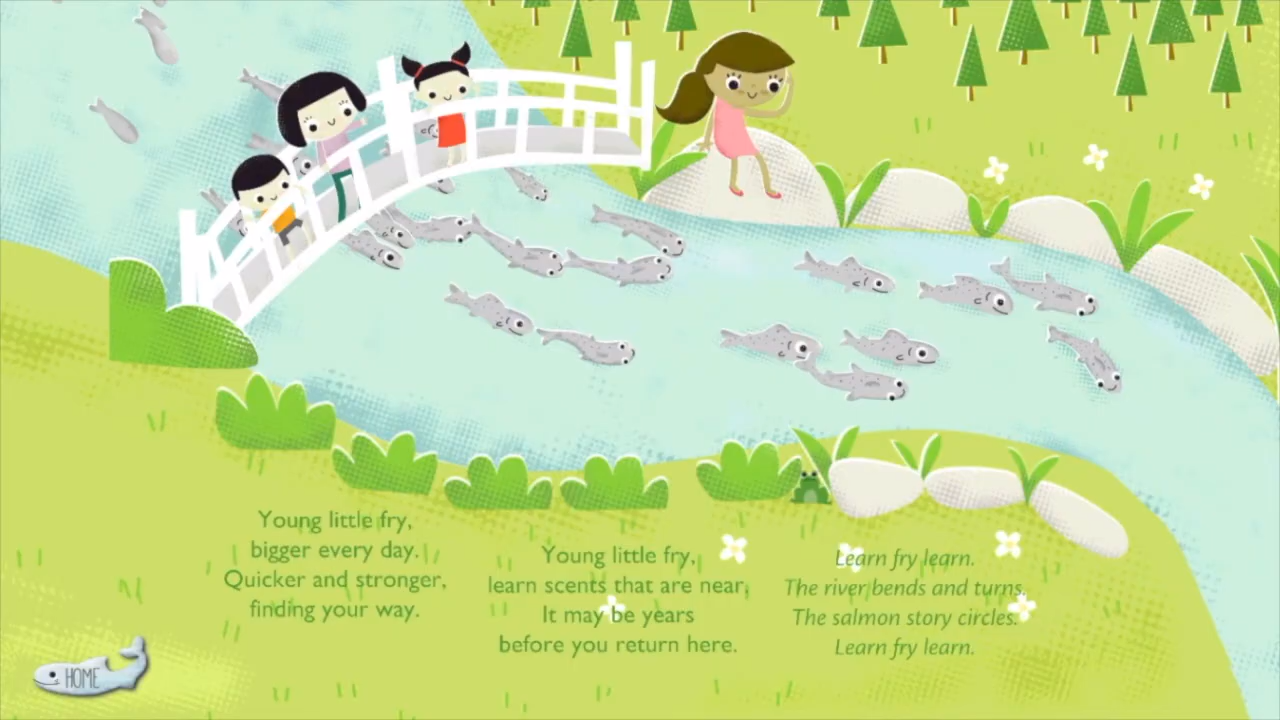 Young little fry,
bigger every day.
Quicker and stronger,
finding your way.
Young little fry,
learn scents that are near,
It may be years
before you return here.
Learn fry learn.
The river bends and turns.
The salmon story circles.
Learn fry learn.
HOME